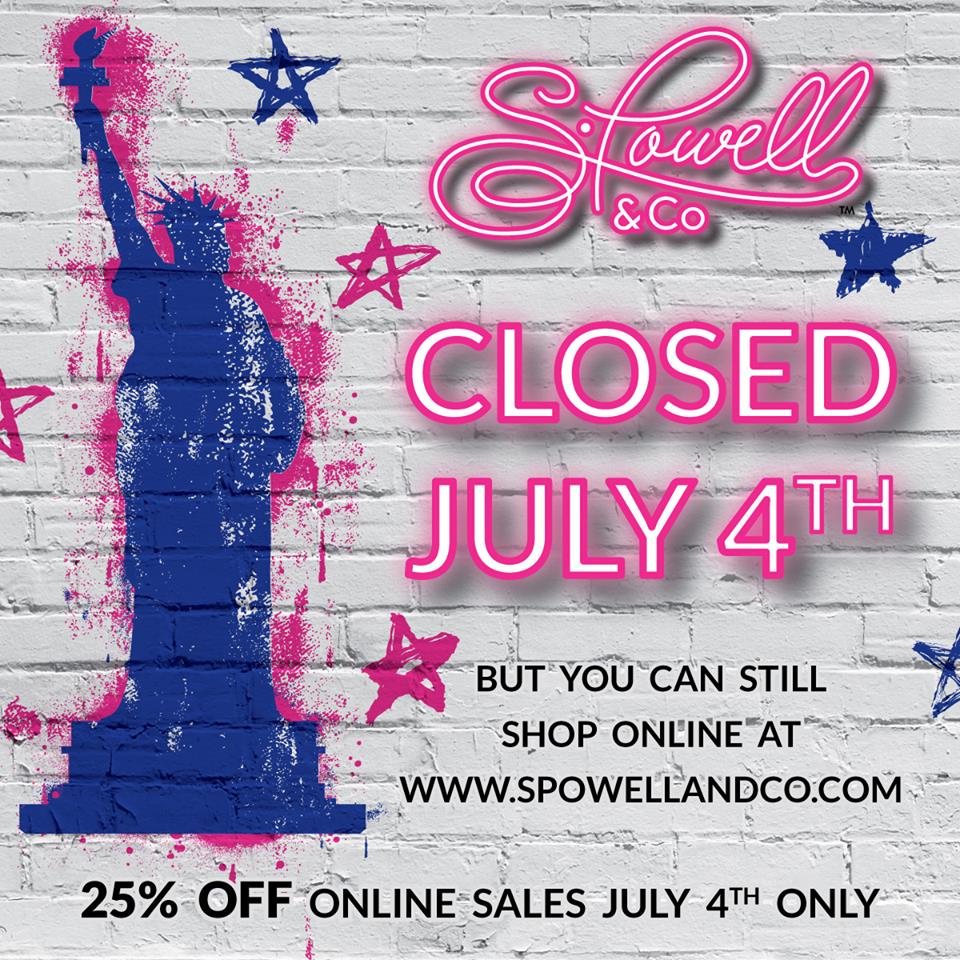 S. Powell
& Co
TM
CLOSED
JULY 4TH
BUT YOU CAN STILL
SHOP ONLINE AT
WWW.SPOWELLANDCO.COM
25% OFF ONLINE SALES JULY 4TH ONLY